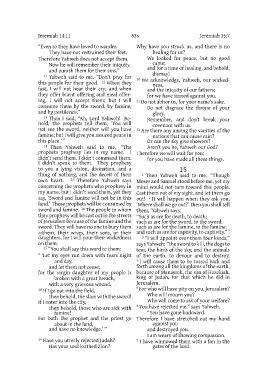 Jeremiah 14:11
836
Jeremiah 15:7
“Even so they have loved to wander.
They have not restrained their feet.
Therefore Yahweh does not accept them.
Now he will remember their iniquity,
and punish them for their sins.”
11 Yahweh said to me, “Don’t pray for
this people for their good. 12 When they
fast, I will not hear their cry; and when
they offer burnt offering and meal offer-
ing, I will not accept them; but I will
consume them by the sword, by famine,
and by pestilence.”
13 Then I said, “Ah, Lord Yahweh! Be-
hold, the prophets tell them, ‘You will
not see the sword, neither will you have
famine; but I will give you assured peace in
this place.’”
14 Then Yahweh said to me, “The
prophets prophesy lies in my name. I
didn’t send them. I didn’t command them.
I didn’t speak to them. They prophesy
to you a lying vision, divination, and a
thing of nothing, and the deceit of their
own heart. 15 Therefore Yahweh says
concerning the prophets who prophesy in
my name, but I didn’t send them, yet they
say, ‘Sword and famine will not be in this
land.’ Those prophets will be consumed by
sword and famine. 16 The people to whom
they prophesy will be cast out in the streets
of Jerusalem because of the famine and the
sword. They will have no one to bury them
—them, their wives, their sons, or their
daughters, for I will pour their wickedness
on them.
17 “You shall say this word to them:
“‘Let my eyes run down with tears night
and day,
and let them not cease;
for the virgin daughter of my people is
broken with a great breach,
with a very grievous wound.
18 If I go out into the field,
then behold, the slain with the sword!
If I enter into the city,
then behold, those who are sick with
famine!
For both the prophet and the priest go
about in the land,
and have no knowledge.’”
19 Have you utterly rejected Judah?
Has your soul loathed Zion?
Why have you struck us, and there is no
healing for us?
We looked for peace, but no good
came;
and for a time of healing, and behold,
dismay!
20 We acknowledge, Yahweh, our wicked-
ness,
and the iniquity of our fathers;
for we have sinned against you.
21 Do not abhor us, for your name’s sake.
Do not disgrace the throne of your
glory.
Remember, and don’t break your
covenant with us.
22 Are there any among the vanities of the
nations that can cause rain?
Or can the sky give showers?
Aren’t you he, Yahweh our God?
Therefore we will wait for you;
for you have made all these things.
15
1 Then Yahweh said to me, “Though
Moses and Samuel stood before me, yet my
mind would not turn toward this people.
Cast them out of my sight, and let them go
out! 2 It will happen when they ask you,
‘Where shall we go out?’ then you shall tell
them, ‘Yahweh says:
“Such as are for death, to death;
such as are for the sword, to the sword;
such as are for the famine, to the famine;
and such as are for captivity, to captivity.”’
3 “I will appoint over them four kinds,”
says Yahweh: “the sword to kill, the dogs to
tear, the birds of the sky, and the animals
of the earth, to devour and to destroy.
4 I will cause them to be tossed back and
forth among all the kingdoms of the earth,
because of Manasseh, the son of Hezekiah,
king of Judah, for that which he did in
Jerusalem.
5 For who will have pity on you, Jerusalem?
Who will mourn you?
Who will come to ask of your welfare?
6 You have rejected me,” says Yahweh.
“You have gone backward.
Therefore I have stretched out my hand
against you
and destroyed you.
I am weary of showing compassion.
7 I have winnowed them with a fan in the
gates of the land.